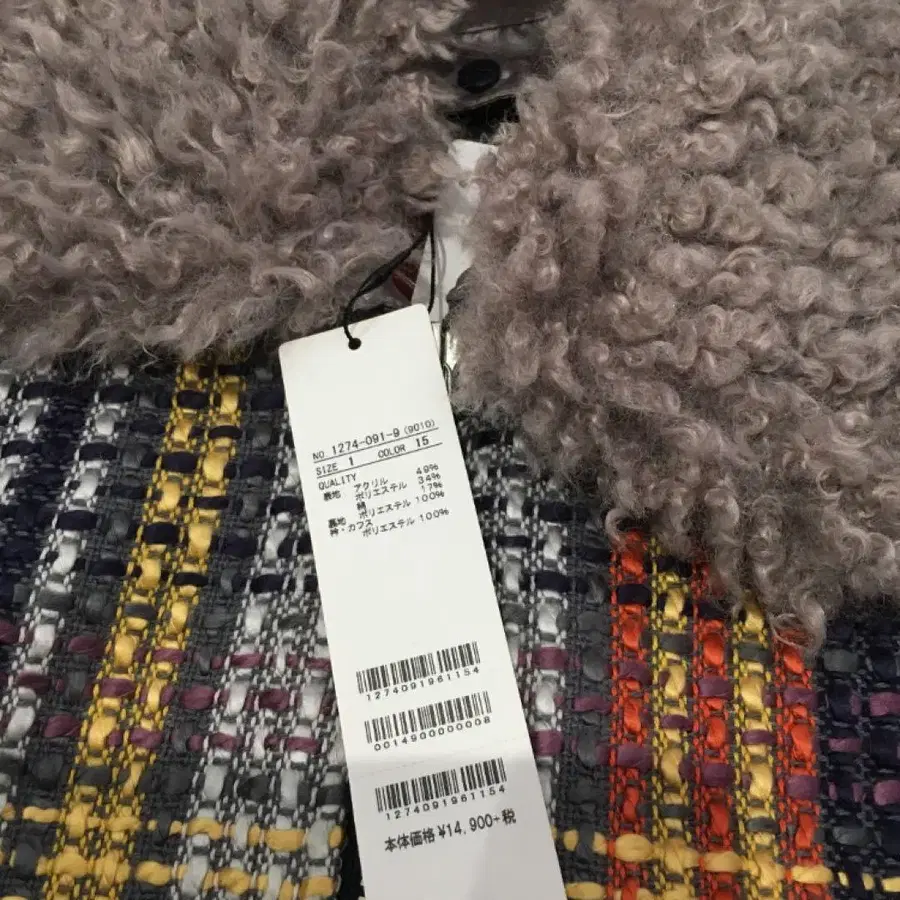 NO. 1274-091-9 (9010)
SIZE 1 COLOR 15
QUALITY
表地 アクリル 49%
ポリエステル 34%
綿 17%
裏地 ポリエステル 100%
衿・カフス
ポリエステル 100%
1274091961154
0014900000008
1274091961154
本体価格¥14,900+税